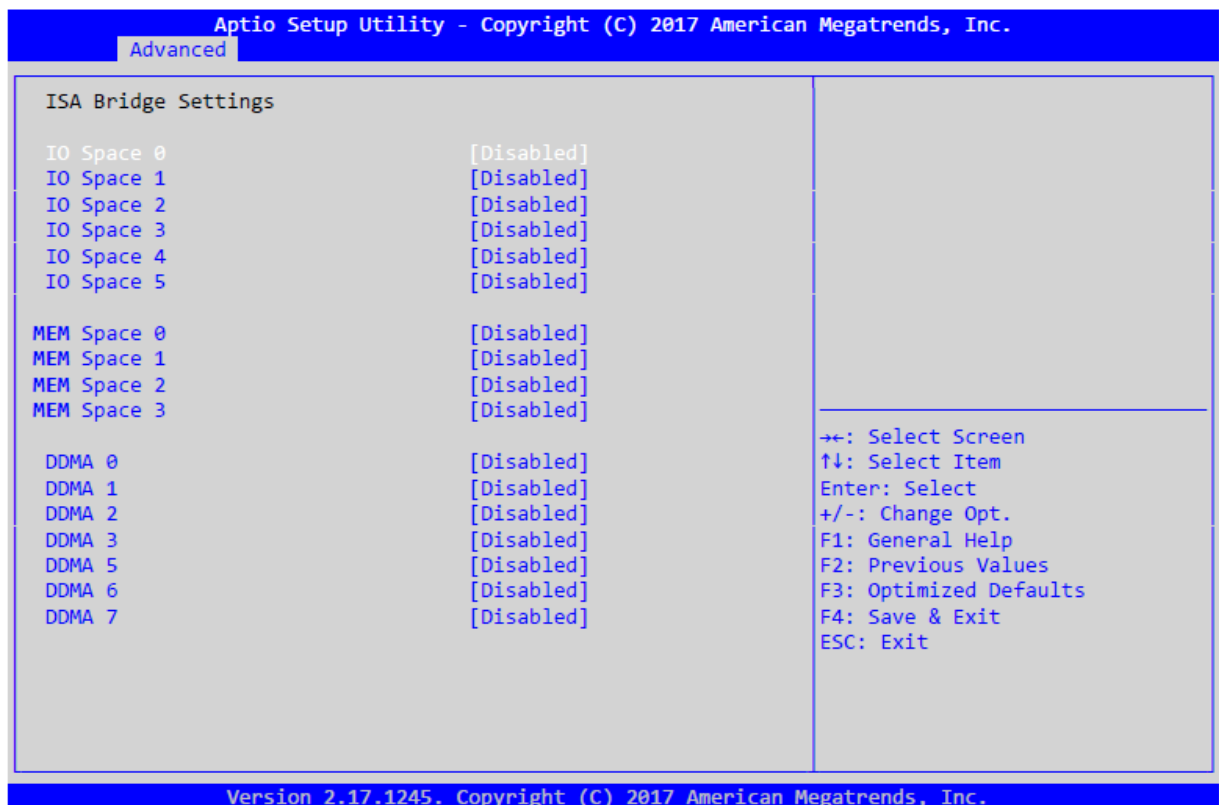 Aptio Setup Utility - Copyright (C) 2017 American Megatrends, Inc.
Advanced
ISA Bridge Settings
IO Space 0 [Disabled]
IO Space 1 [Disabled]
IO Space 2 [Disabled]
IO Space 3 [Disabled]
IO Space 4 [Disabled]
IO Space 5 [Disabled]
MEM Space 0 [Disabled]
MEM Space 1 [Disabled]
MEM Space 2 [Disabled]
MEM Space 3 [Disabled]
DDMA 0 [Disabled]
DDMA 1 [Disabled]
DDMA 2 [Disabled]
DDMA 3 [Disabled]
DDMA 5 [Disabled]
DDMA 6 [Disabled]
DDMA 7 [Disabled]
→←: Select Screen
↑↓: Select Item
Enter: Select
+/-: Change Opt.
F1: General Help
F2: Previous Values
F3: Optimized Defaults
F4: Save & Exit
ESC: Exit
Version 2.17.1245. Copyright (C) 2017 American Megatrends, Inc.